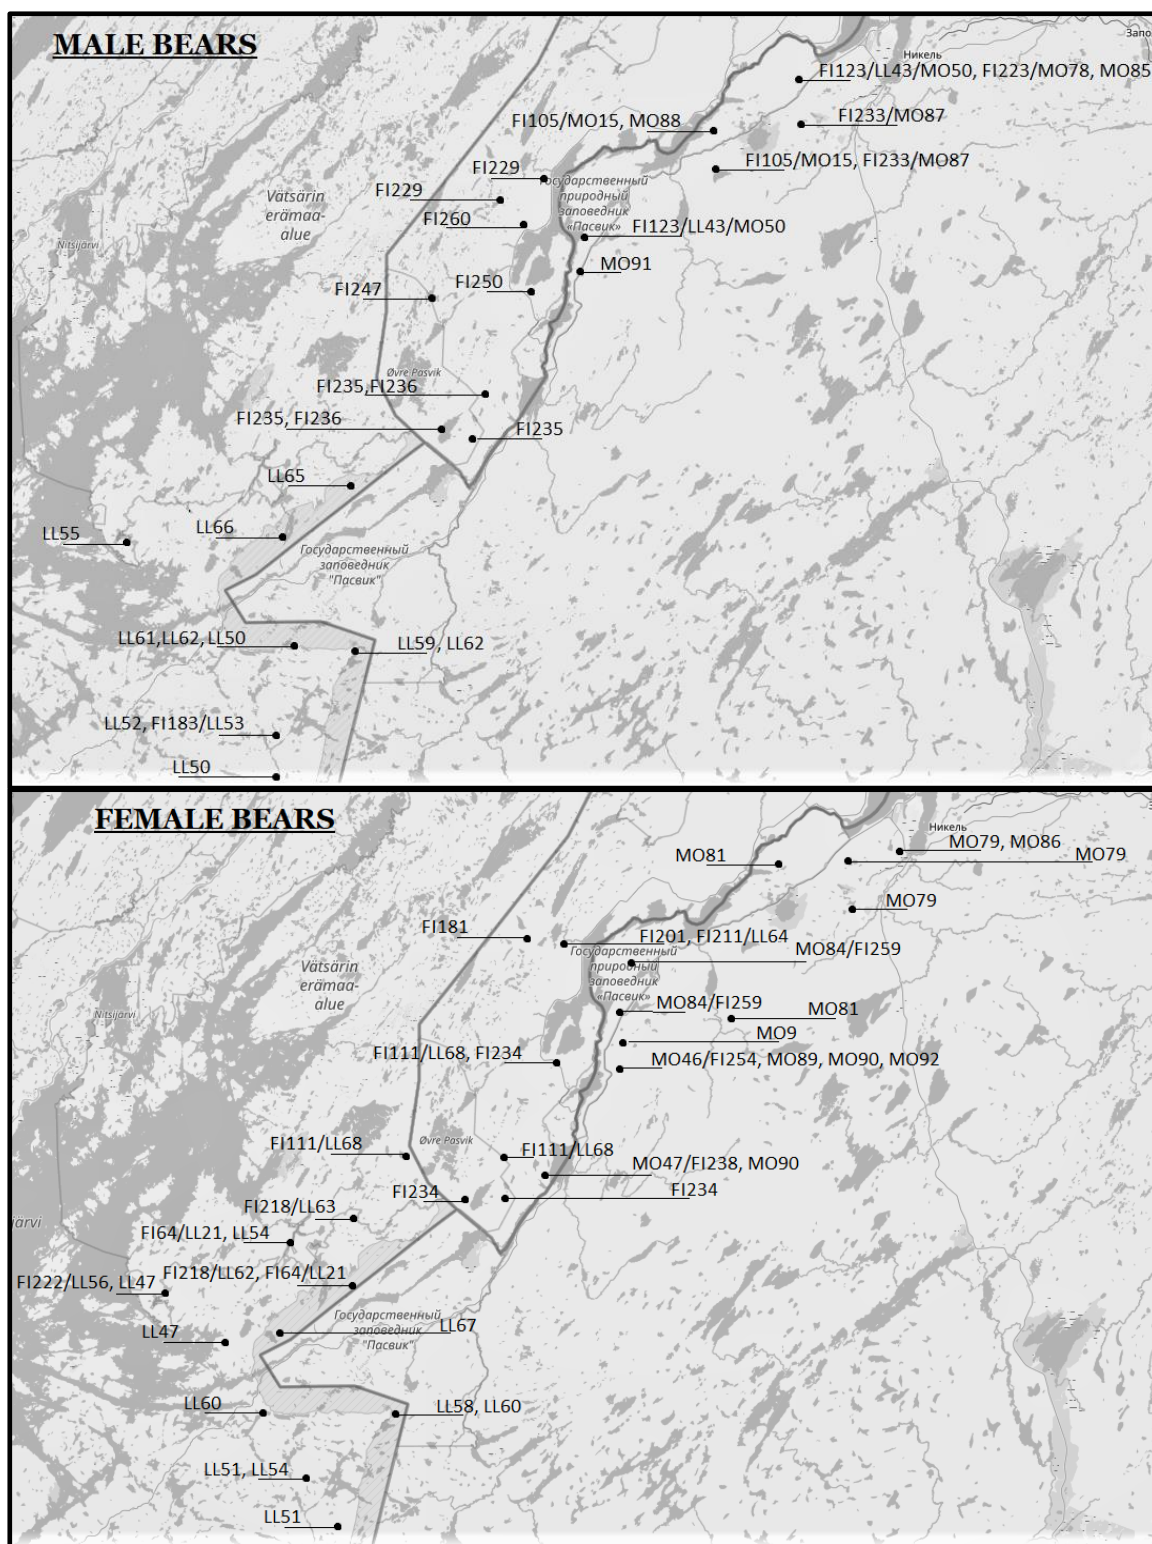 MALE BEARS
Запо
Никель
FI123/LL43/MO50, FI223/MO78, MO85
FI105/MO15, MO88
FI233/MO87
FI105/MO15, FI233/MO87
FI229
Государственный
природный
заповедник
«Пасвик»
FI229
Vätsärin
erämaa-
alue
FI260
FI123/LL43/MO50
Nitsijärvi
MO91
FI250
FI247
Øvre Pasvik
FI235,FI236
FI235, FI236
FI235
LL65
LL66
LL55
Государственный
заповедник
"Пасвик"
LL61,LL62, LL50
LL59, LL62
LL52, FI183/LL53
LL50
FEMALE BEARS
Никель
MO79, MO86
MO81
MO79
MO79
FI181
FI201, FI211/LL64
MO84/FI259
Государственный
природный
заповедник
«Пасвик»
Vätsärin
erämaa-
alue
MO84/FI259
MO81
Nitsijärvi
MO9
FI111/LL68, FI234
MO46/FI254, MO89, MO90, MO92
Øvre Pasvik
FI111/LL68
FI111/LL68
MO47/FI238, MO90
FI234
FI234
FI218/LL63
järvi
FI64/LL21, LL54
FI218/LL62, FI64/LL21
FI222/LL56, LL47
Государственный
заповедник
"Пасвик"
LL67
LL47
LL60
LL58, LL60
LL51, LL54
LL51